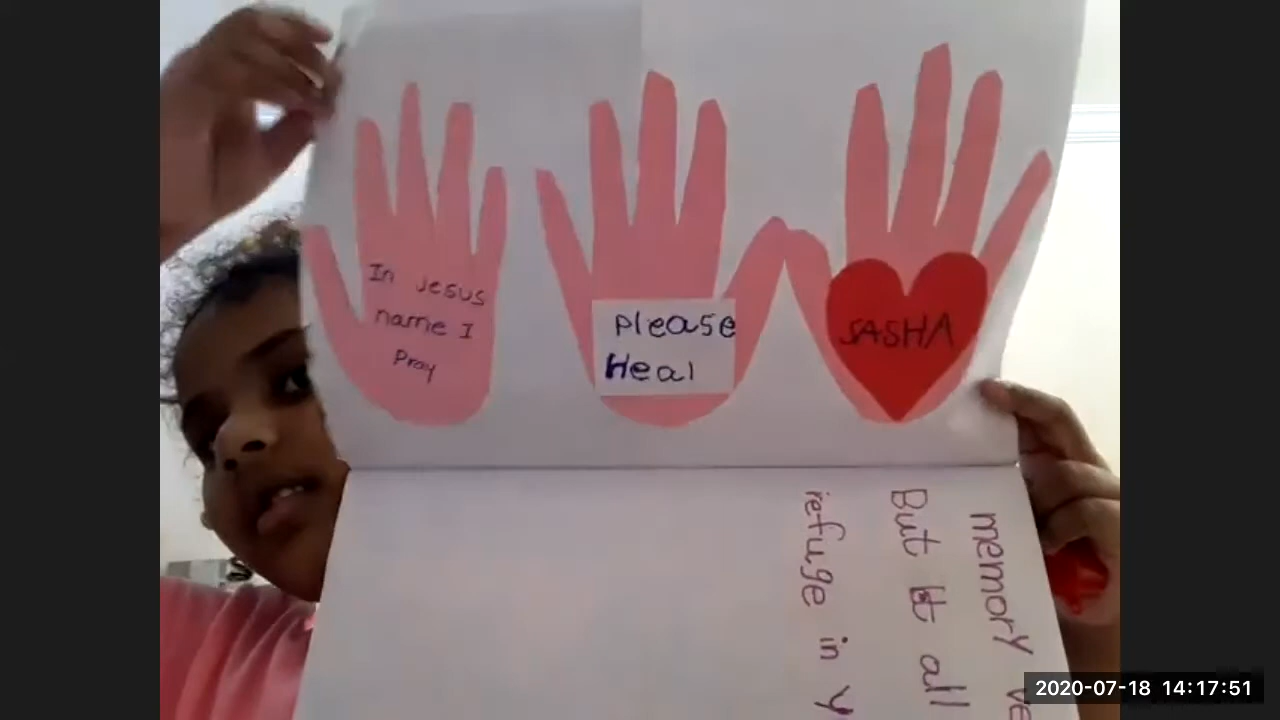 In Jesus
name I
Pray
please
Heal
SASHA
memory
But let all
refuge in
2020-07-18 14:17:51